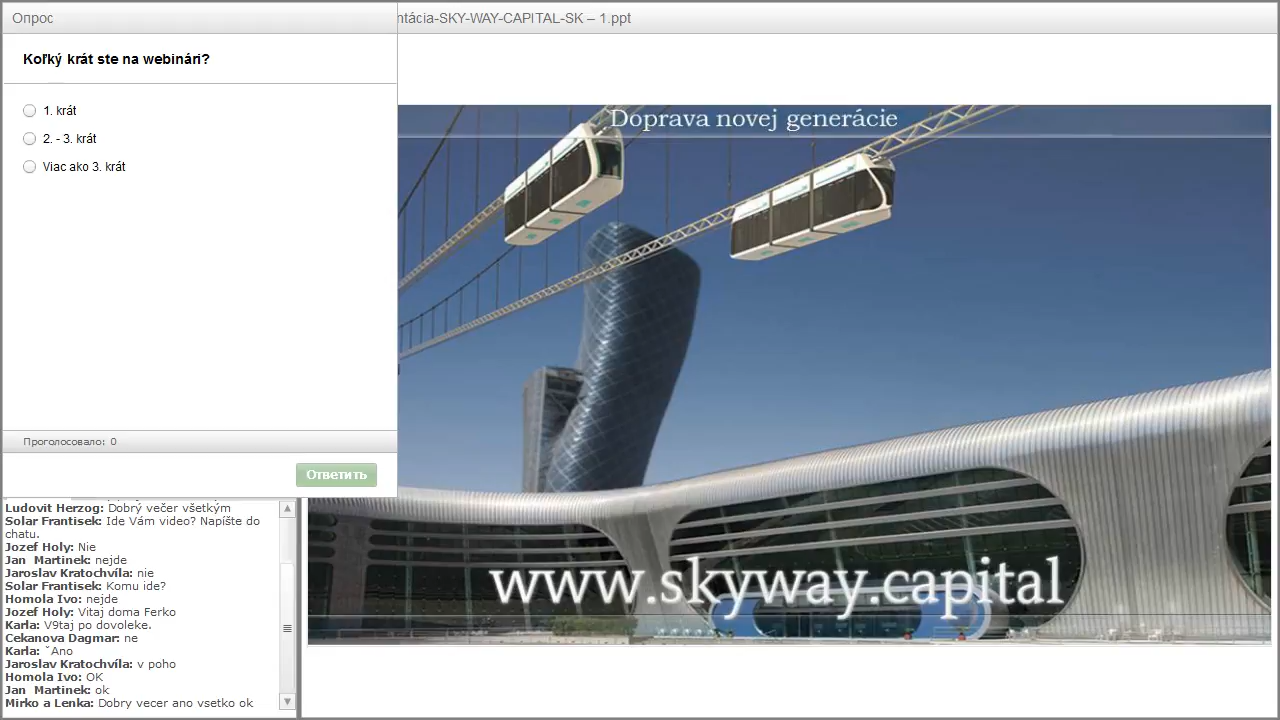 Опрос
ntácia-SKY-WAY-CAPITAL-SK – 1.ppt
Koľký krát ste na webinári?
1. krát
2. - 3. krát
Viac ako 3. krát
Проголосовало: 0
Ответить
Doprava novej generácie
www.skyway.capital
Ludovit Herzog: Dobrý večer všetkým
Solar Frantisek: Ide Vám video? Napíšte do
chatu.
Jozef Holy: Nie
Jan Martinek: nejde
Jaroslav Kratochvíla: nie
Solar Frantisek: Komu ide?
Homola Ivo: nejde
Jozef Holy: Vitaj doma Ferko
Karla: V9taj po dovoleke.
Cekanova Dagmar: ne
Karla: ˇAno
Jaroslav Kratochvíla: v poho
Homola Ivo: OK
Jan Martinek: ok
Mirko a Lenka: Dobry vecer ano vsetko ok